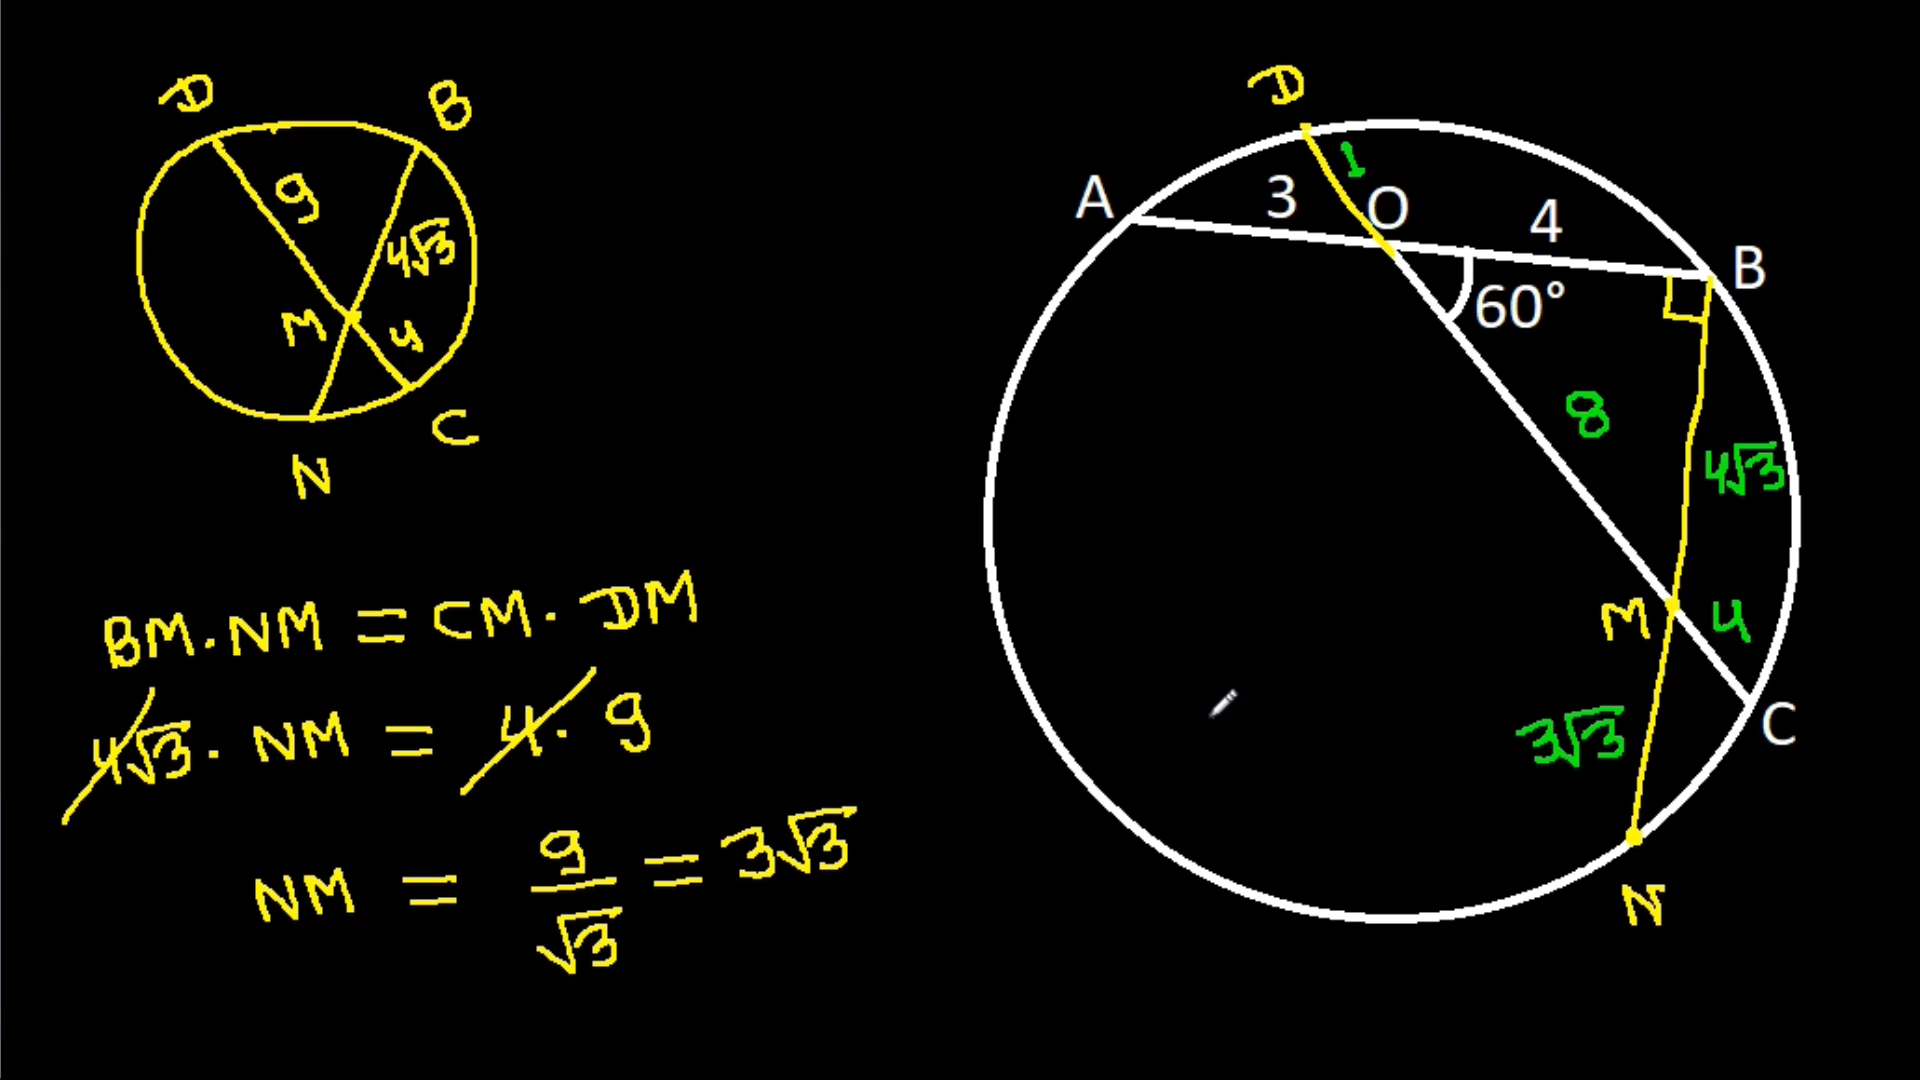 D
B
9
4√3
M
4
N
C
BM.NM = CM.DM
4√3. NM = 4. 9
NM = 9/√3 = 3√3
D
1
A
3
O
4
B
60°
8
4√3
M
4
3√3
C
N